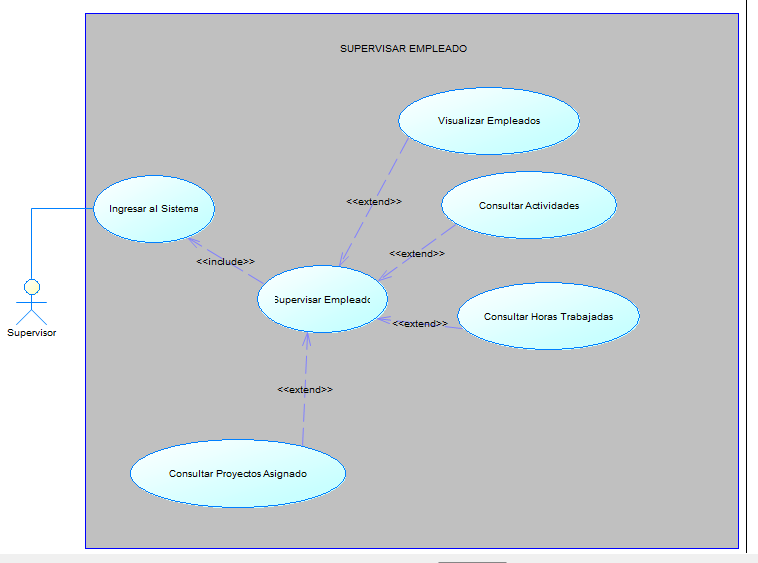 SUPERVISAR EMPLEADO
Visualizar Empleados
<<extend>>
Consultar Actividades
Ingresar al Sistema
<<extend>>
<<include>>
Supervisar Empleado
Consultar Horas Trabajadas
<<extend>>
Supervisor
<<extend>>
Consultar Proyectos Asignado